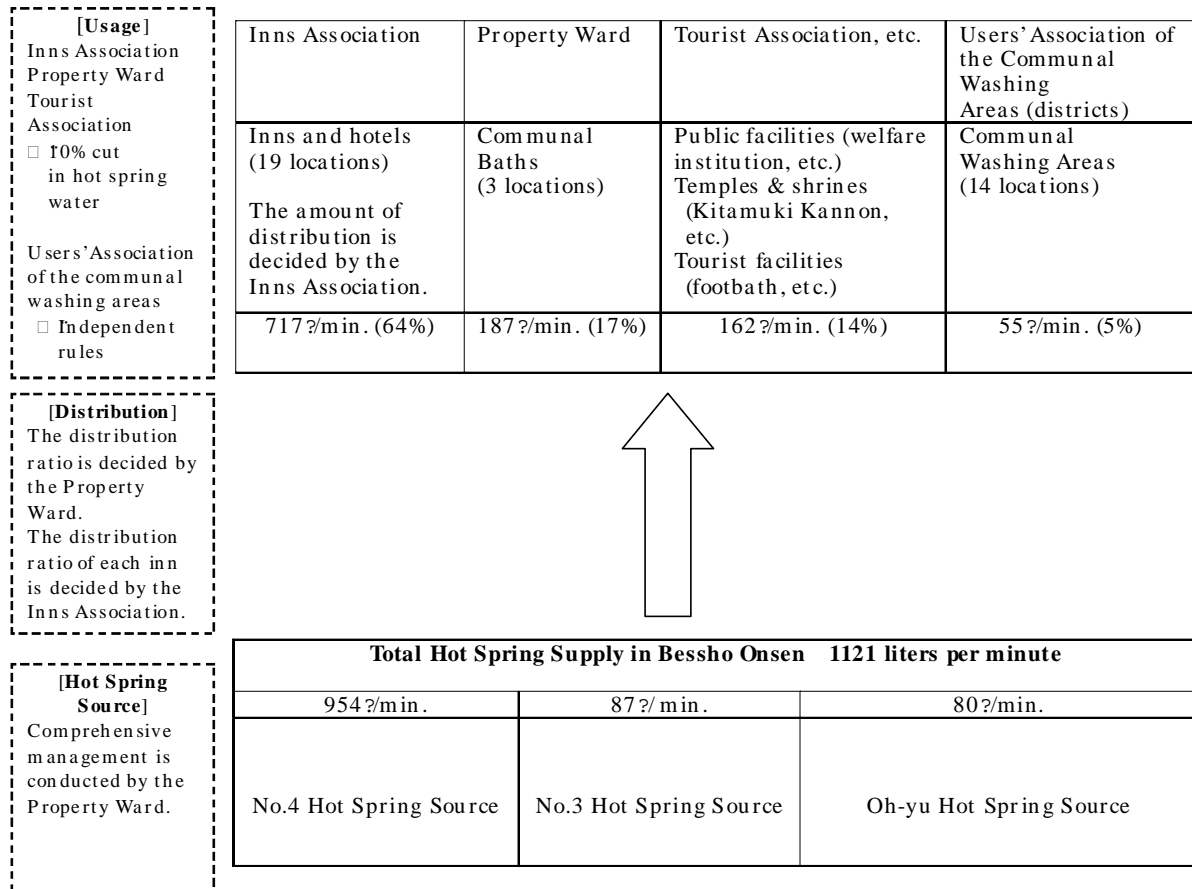 [Usage]
Inns Association
Property Ward
Tourist
Association
□ 10% cut
in hot spring
water
Users' Association
of the communal
washing areas
□ Independent
rules
Inns Association
Property Ward
Tourist Association, etc.
Users' Association of
the Communal
Washing
Areas (districts)
Inns and hotels
(19 locations)
The amount of
distribution is
decided by the
Inns Association.
Communal
Baths
(3 locations)
Public facilities (welfare
institution, etc.)
Temples & shrines
(Kitamuki Kannon,
etc.)
Tourist facilities
(footbath, etc.)
Communal
Washing Areas
(14 locations)
717?/min. (64%)
187?/min. (17%)
162?/min. (14%)
55?/min. (5%)
[Distribution]
The distribution
ratio is decided by
the Property
Ward.
The distribution
ratio of each inn
is decided by the
Inns Association.
[Hot Spring
Source]
Comprehensive
management is
conducted by the
Property Ward.
Total Hot Spring Supply in Bessho Onsen 1121 liters per minute
954?/min.
87?/min.
80?/min.
No.4 Hot Spring Source
No.3 Hot Spring Source
Oh-yu Hot Spring Source